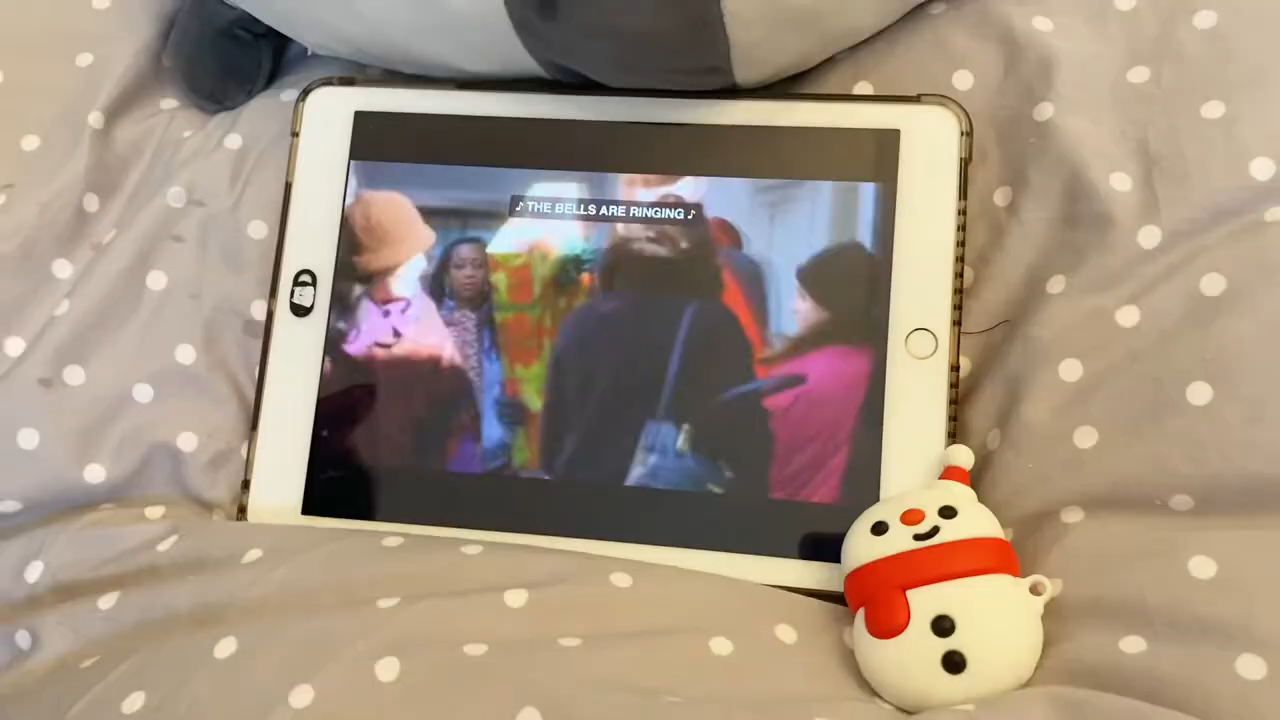 ♪ THE BELLS ARE RINGING ♪